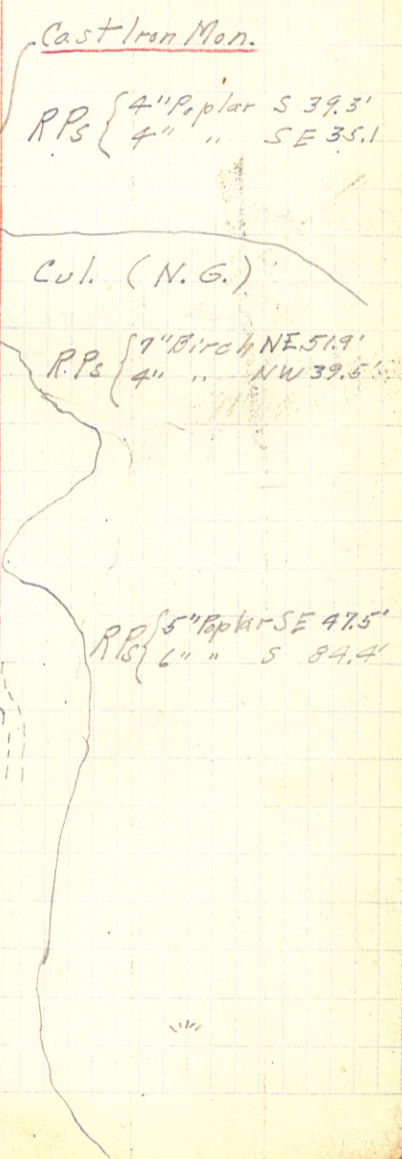 Cast Iron Mon.
RPs { 4" Poplar S 39.3'
4" " SE 35.1
Cul. (N.G.)
R.Ps { 7" Birch NE 51.9'
4" " NW 39.5'
RPs { 5" Poplar SE 47.5'
6" " S 84.4'